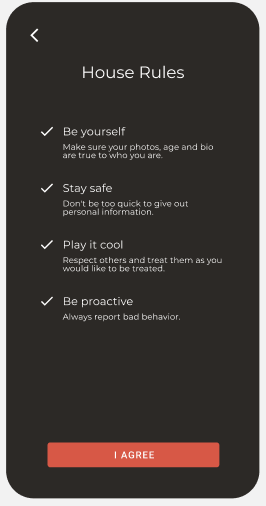 House Rules
Be yourself
Make sure your photos, age and bio
are true to who you are.
Stay safe
Don't be too quick to give out
personal information.
Play it cool
Respect others and treat them as you
would like to be treated.
Be proactive
Always report bad behavior.
I AGREE